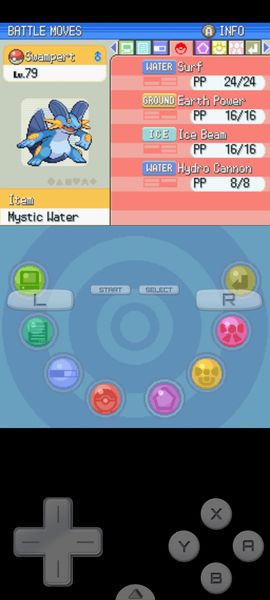 BATTLE MOVES
A INFO
Swampert ♂
Lv.79
Item
Mystic Water
WATER Surf
PP 24/24
GROUND Earth Power
PP 16/16
ICE Ice Beam
PP 16/16
WATER Hydro Cannon
PP 8/8
L
START
SELECT
R
X
Y
A
B